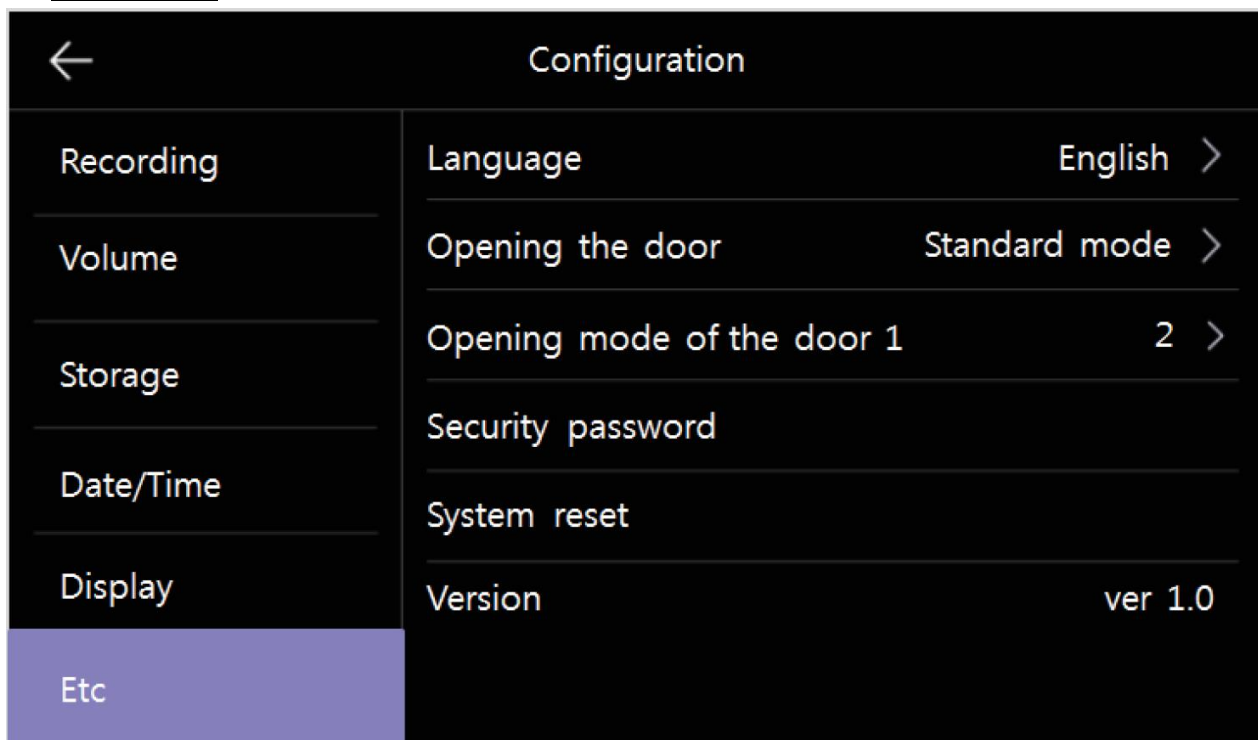 Configuration
Recording
Volume
Storage
Date/Time
Display
Etc
Language English
Opening the door Standard mode
Opening mode of the door 1 2
Security password
System reset
Version ver 1.0